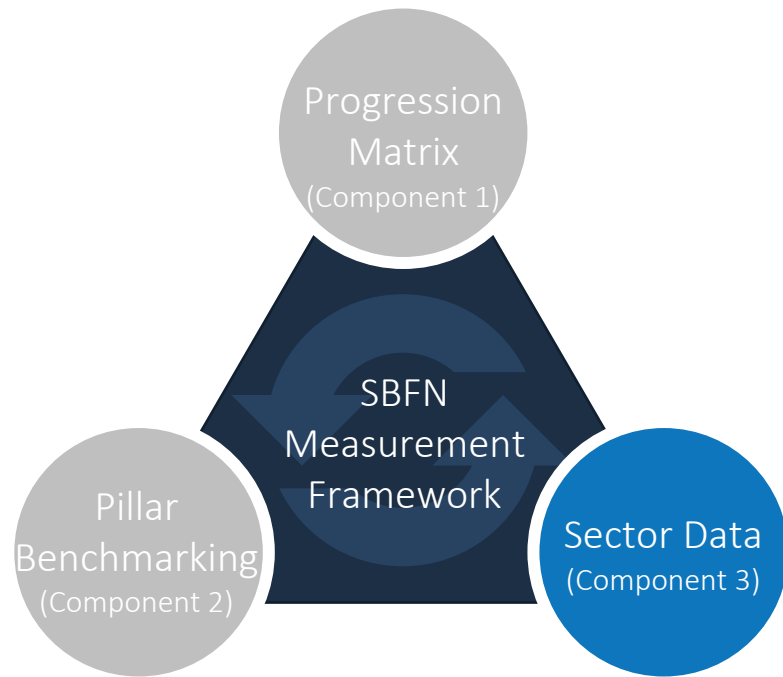 Progression
Matrix
(Component 1)
SBFN
Measurement
Framework
Pillar
Benchmarking
(Component 2)
Sector Data
(Component 3)